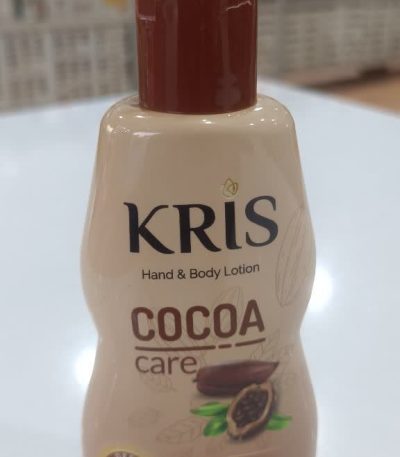 KRiS
Hand & Body Lotion
COCOA
care